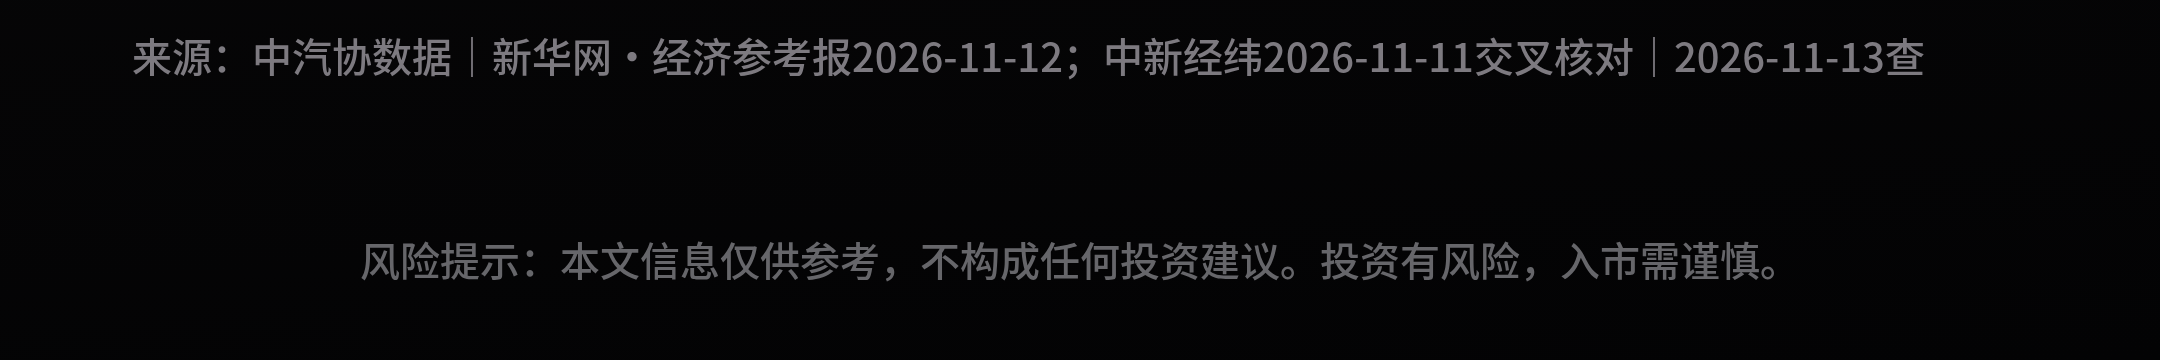 来源：中汽协数据｜新华网·经济参考报2026-11-12；中新经纬2026-11-11交叉核对｜2026-11-13查
风险提示：本文信息仅供参考，不构成任何投资建议。投资有风险，入市需谨慎。